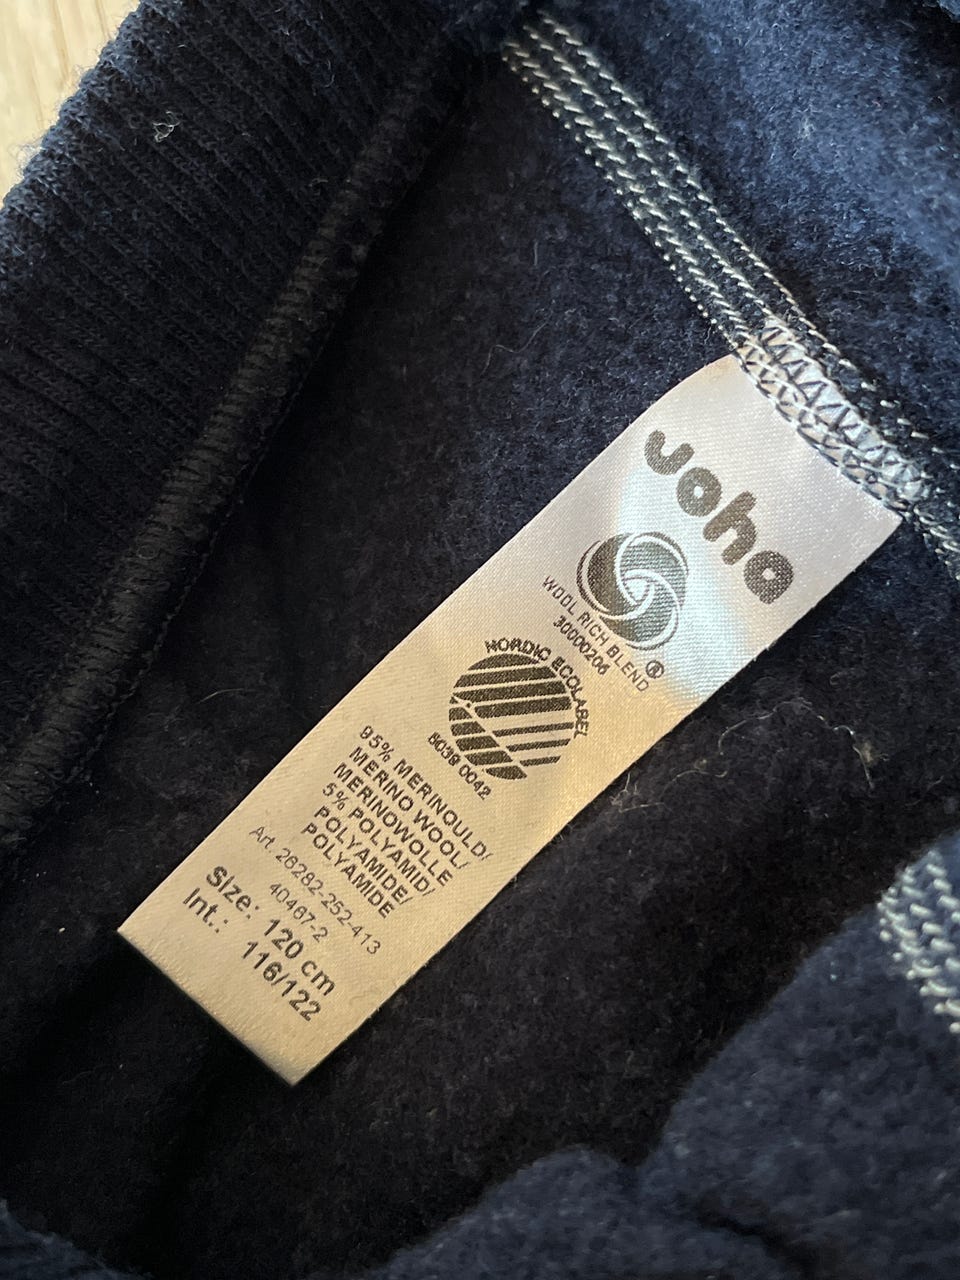 Joha
WOOL RICH BLEND ®
30000206
NORDIC ECOLABEL
5039 0042
95% MERINOULD/
MERINO WOOL/
MERINOWOLLE
5% POLYAMID/
POLYAMIDE/
POLYAMIDE
Art. 26282-252-413
40467-2
Size: 120 cm
Int.: 116/122